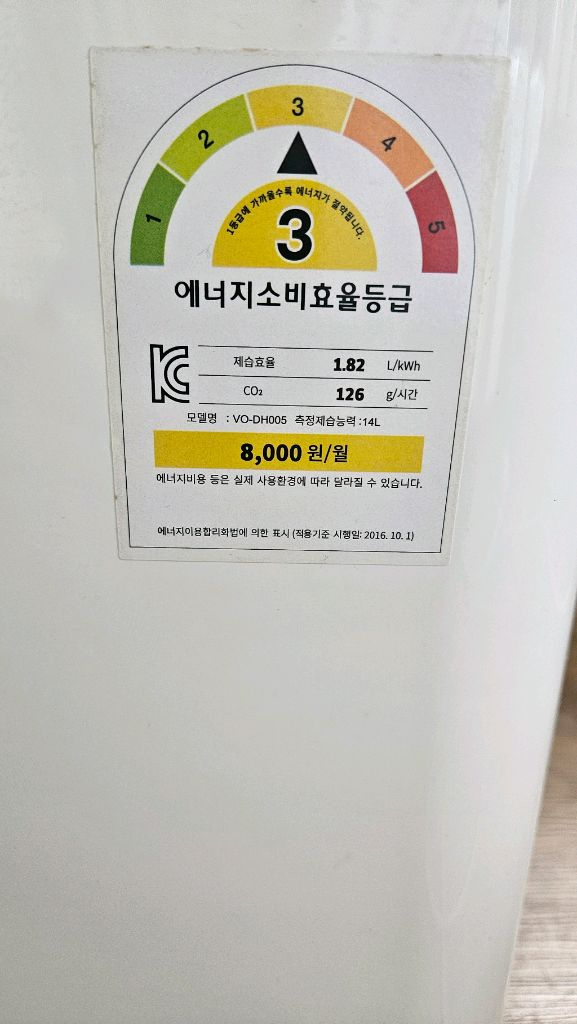 1
2
3
4
5
1등급에 가까울수록 에너지가 절약됩니다.
3
에너지소비효율등급
제습효율 1.82 L/kWh
CO₂ 126 g/시간
모델명 : VO-DH005 측정제습능력 :14L
8,000 원/월
에너지비용 등은 실제 사용환경에 따라 달라질 수 있습니다.
에너지이용합리화법에 의한 표시 (적용기준 시행일: 2016. 10. 1)